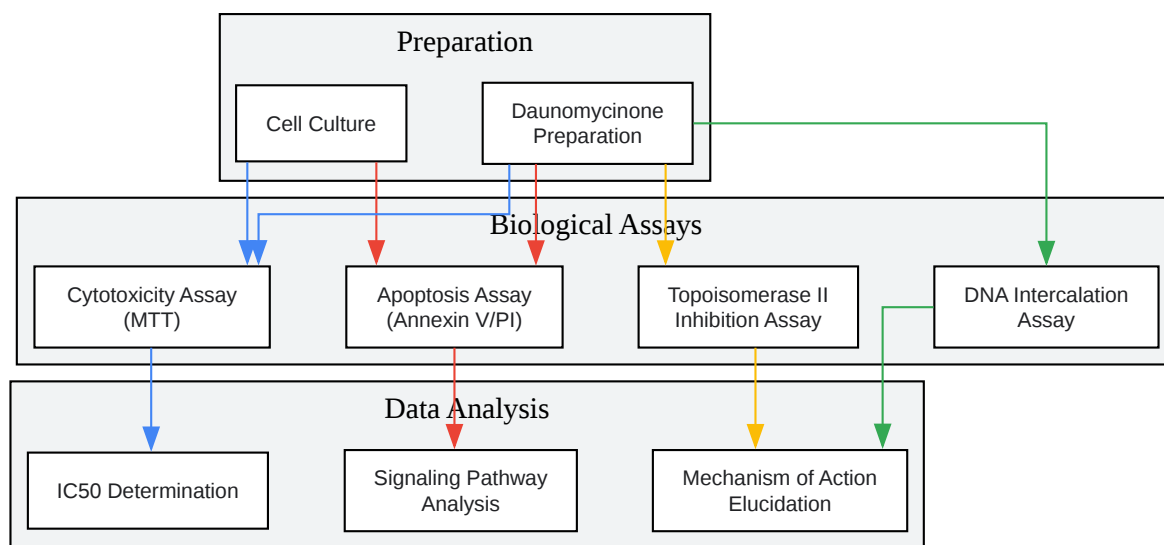 Preparation
Cell Culture
Daunomycinone
Preparation
Biological Assays
Cytotoxicity Assay
(MTT)
Apoptosis Assay
(Annexin V/PI)
Topoisomerase II
Inhibition Assay
DNA Intercalation
Assay
Data Analysis
IC50 Determination
Signaling Pathway
Analysis
Mechanism of Action
Elucidation